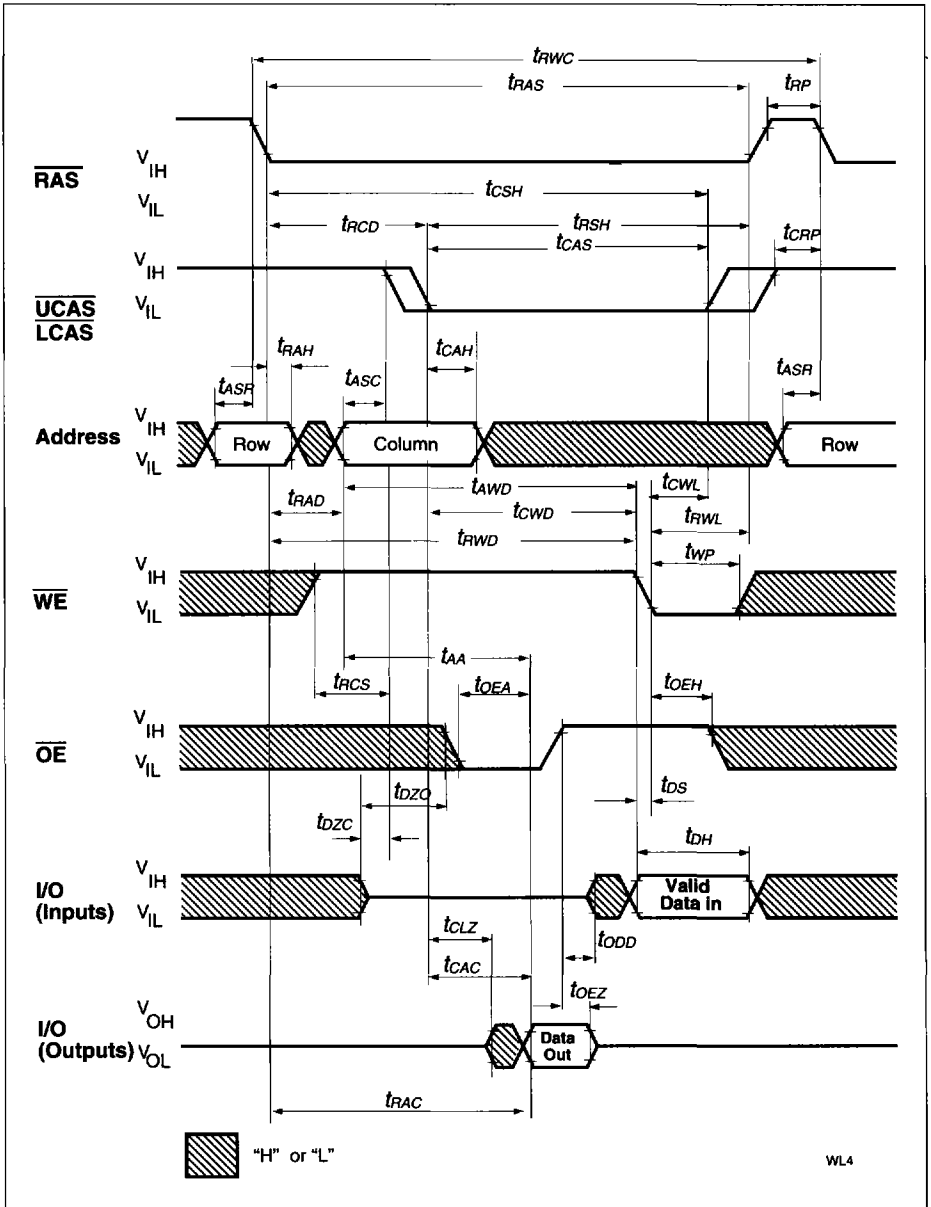 tRWC
tRAS
tRP
RAS
VIH
VIL
tCSH
tRCD
tRSH
tCAS
tCRP
UCAS
LCAS
VIH
VIL
tRAH
tCAH
tASR
tASC
tASR
Address
VIH
VIL
Row
Column
Row
tRAD
tAWD
tCWL
tCWD
tRWL
tRWD
tWP
WE
VIH
VIL
tAA
tRCS
tOEA
tOEH
OE
VIH
VIL
tDZO
tDS
tDZC
tDH
I/O
(Inputs)
VIH
VIL
Valid
Data in
tCLZ
tODD
tCAC
tOEZ
I/O
(Outputs)
VOH
VOL
Data
Out
tRAC
"H" or "L"
WL4